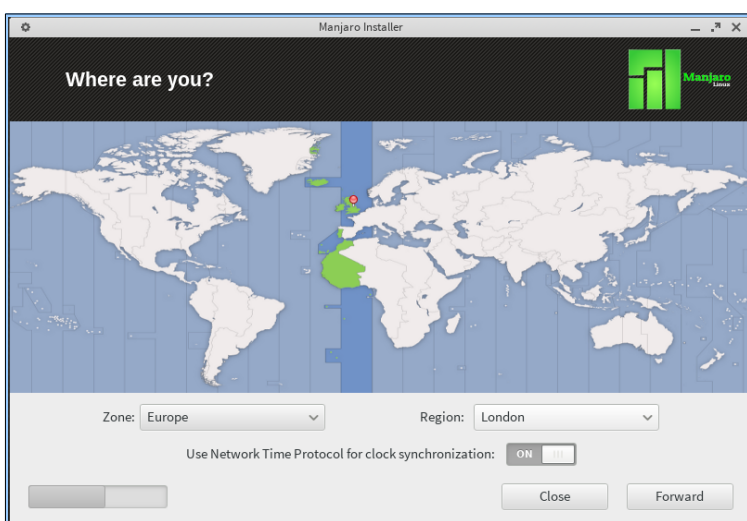 Manjaro Installer
Where are you?
Manjaro
Linux
Zone: Europe Region: London
Use Network Time Protocol for clock synchronization: ON
Close Forward